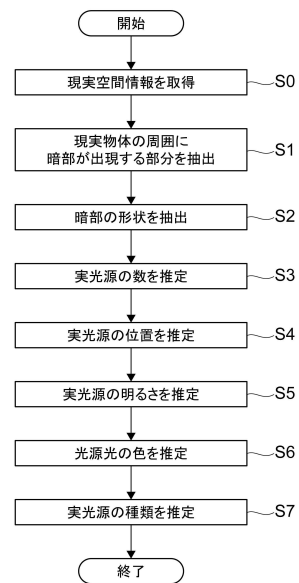 開始
現実空間情報を取得
S0
現実物体の周囲に
暗部が出現する部分を抽出
S1
暗部の形状を抽出
S2
実光源の数を推定
S3
実光源の位置を推定
S4
実光源の明るさを推定
S5
光源光の色を推定
S6
実光源の種類を推定
S7
終了